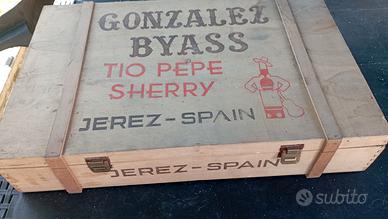 GONZALEZ
BYASS
TIO PEPE
SHERRY
JEREZ-SPAIN
JEREZ-SPAIN
subito